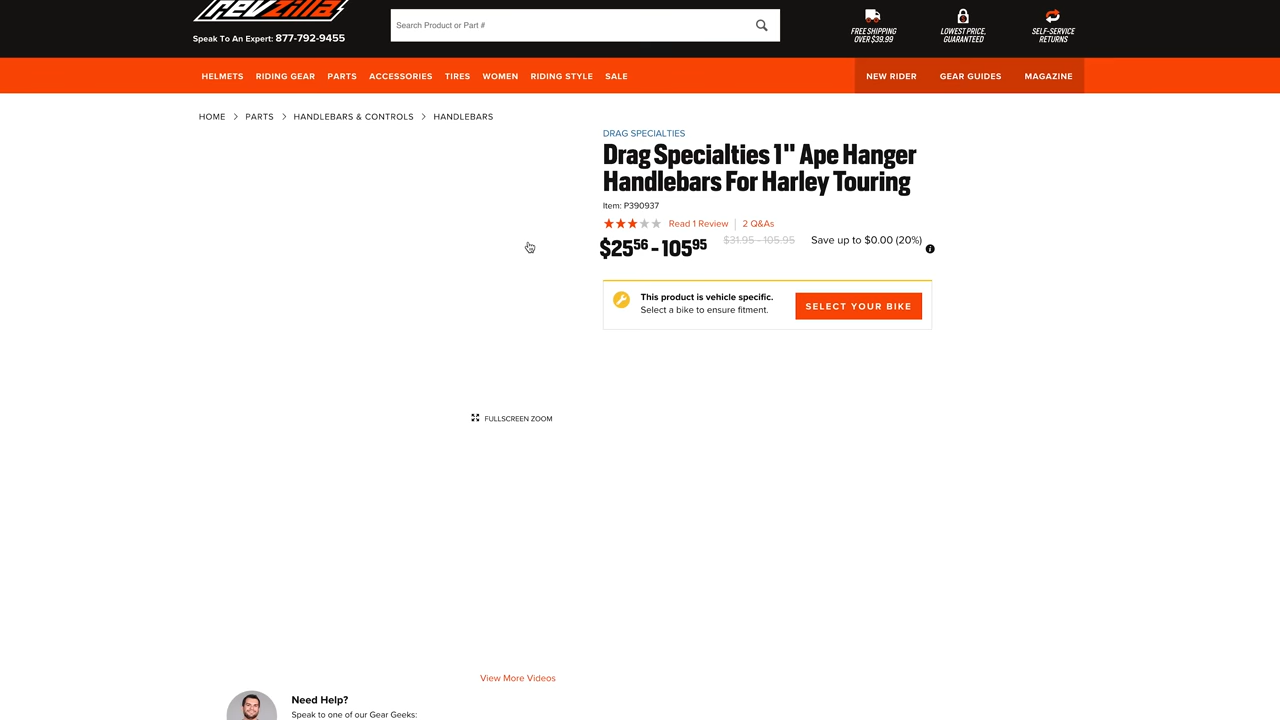 revzilla
Speak To An Expert: 877-792-9455
Search Product or Part #
FREE SHIPPING
OVER $39.99
LOWEST PRICE,
GUARANTEED
SELF-SERVICE
RETURNS
HELMETS RIDING GEAR PARTS ACCESSORIES TIRES WOMEN RIDING STYLE SALE NEW RIDER GEAR GUIDES MAGAZINE
HOME > PARTS > HANDLEBARS & CONTROLS > HANDLEBARS
DRAG SPECIALTIES
Drag Specialties 1" Ape Hanger
Handlebars For Harley Touring
Item: P390937
Read 1 Review | 2 Q&As
$25.56 - 105.95 $31.95 - 105.95 Save up to $0.00 (20%)
This product is vehicle specific.
Select a bike to ensure fitment.
SELECT YOUR BIKE
FULLSCREEN ZOOM
View More Videos
Need Help?
Speak to one of our Gear Geeks: